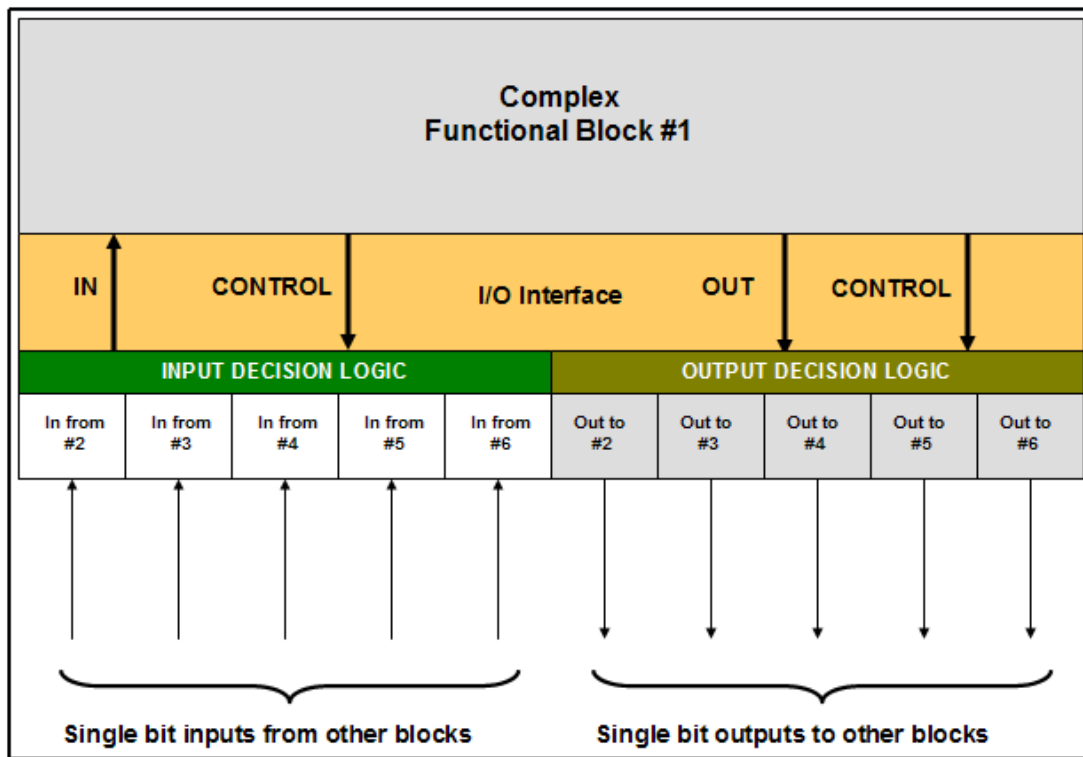 Complex
Functional Block #1
IN
CONTROL
I/O Interface
OUT
CONTROL
INPUT DECISION LOGIC
OUTPUT DECISION LOGIC
In from
#2
In from
#3
In from
#4
In from
#5
In from
#6
Out to
#2
Out to
#3
Out to
#4
Out to
#5
Out to
#6
Single bit inputs from other blocks
Single bit outputs to other blocks